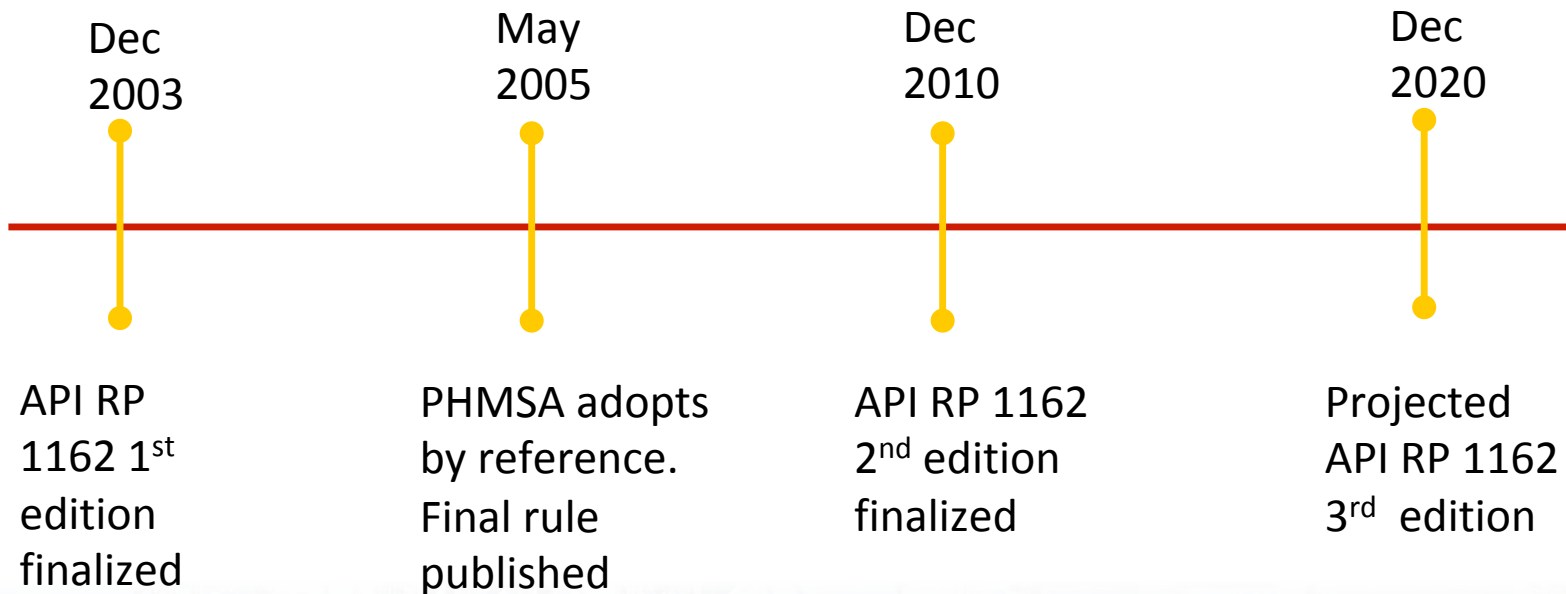 Dec
2003
May
2005
Dec
2010
Dec
2020
API RP
1162 1st
edition
finalized
PHMSA adopts
by reference.
Final rule
published
API RP 1162
2nd edition
finalized
Projected
API RP 1162
3rd edition